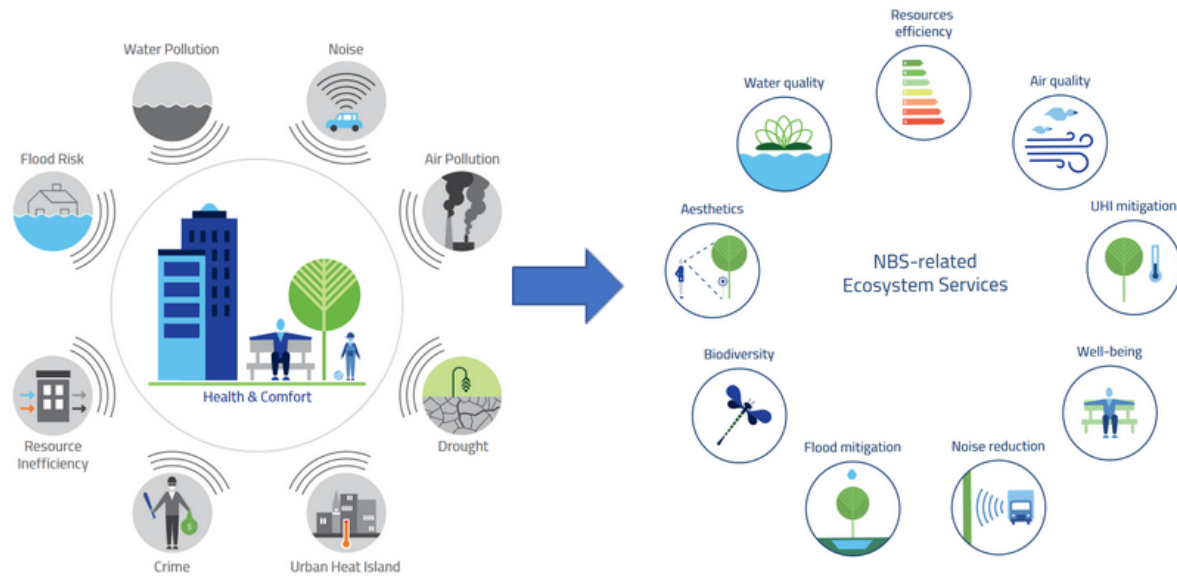 Water Pollution
Noise
Flood Risk
Air Pollution
Health & Comfort
Resource
Inefficiency
Drought
$
Crime
Urban Heat Island
Resources
efficiency
Water quality
Air quality
Aesthetics
UHI mitigation
NBS-related
Ecosystem Services
Biodiversity
Well-being
Flood mitigation
Noise reduction